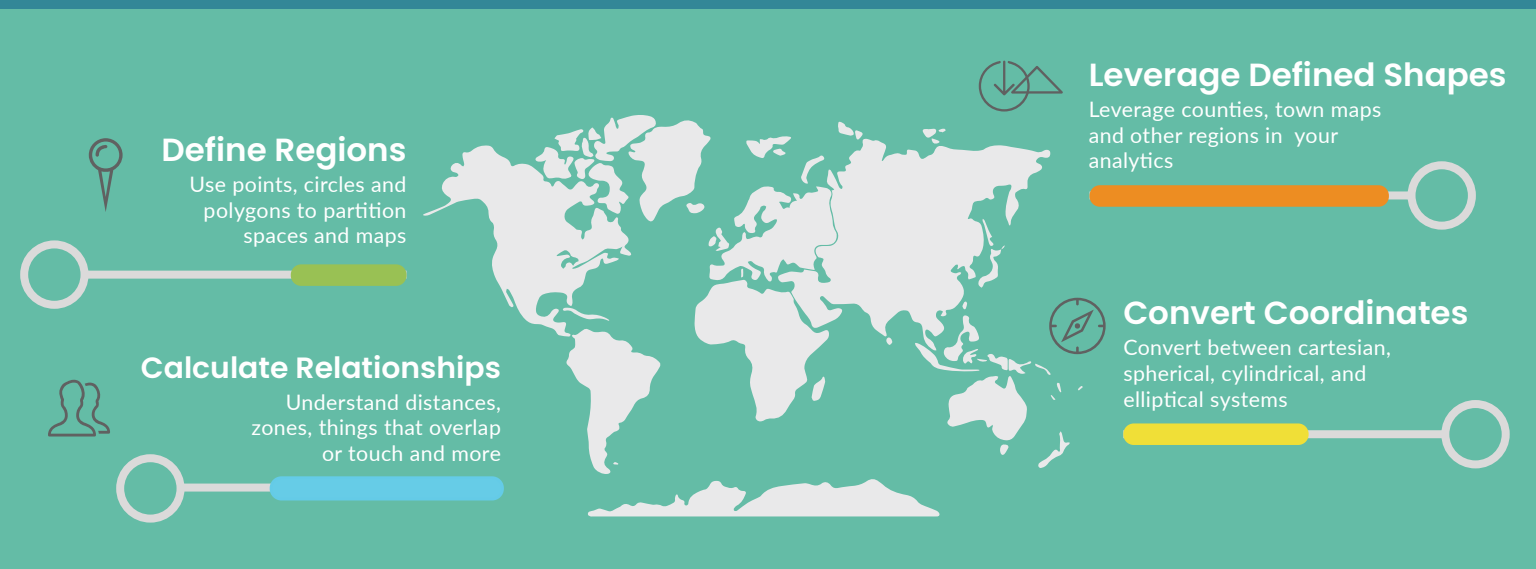 Define Regions
Use points, circles and
polygons to partition
spaces and maps
Calculate Relationships
Understand distances,
zones, things that overlap
or touch and more
Leverage Defined Shapes
Leverage counties, town maps
and other regions in  your
analytics
Convert Coordinates
Convert between cartesian,
spherical, cylindrical, and
elliptical systems